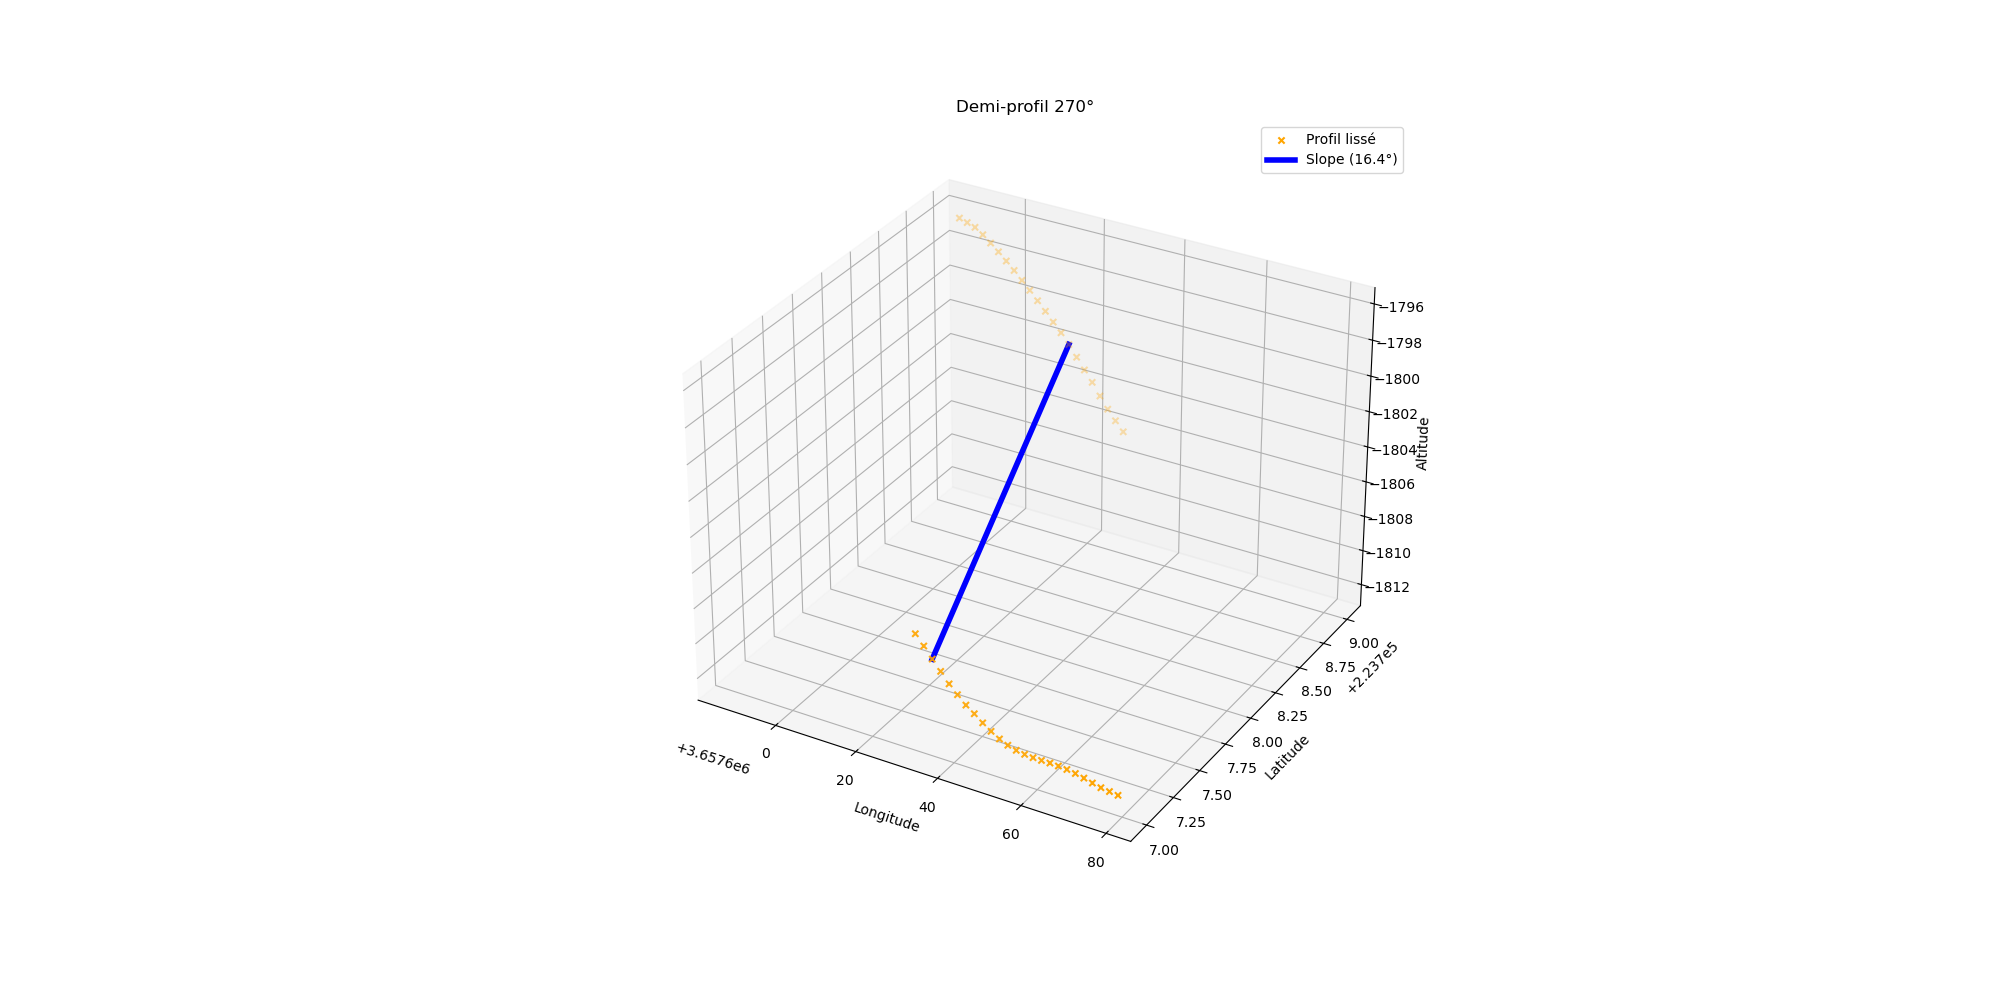 Demi-profil 270°
Profil lissé
Slope (16.4°)
−1796
−1798
−1800
−1802
−1804
−1806
−1808
−1810
−1812
Altitude
9.00
8.75
8.50
8.25
8.00
7.75
7.50
7.25
7.00
+2.237e5
Latitude
0
20
40
60
80
+3.6576e6
Longitude